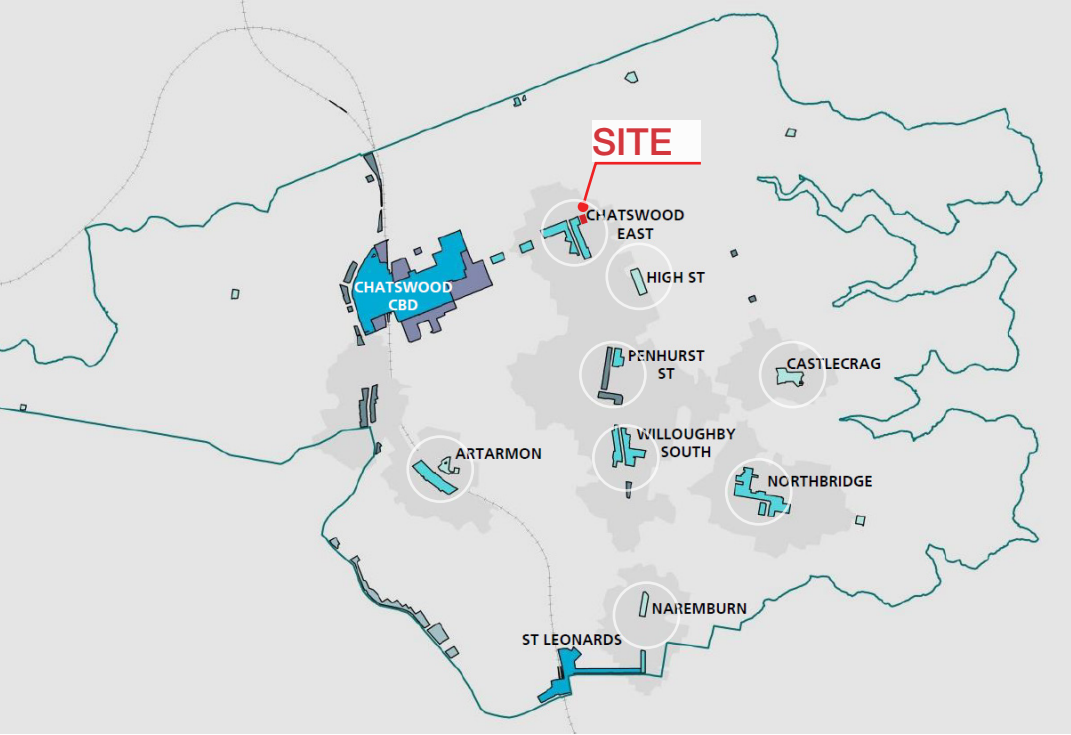 SITE
CHATSWOOD
EAST
HIGH ST
CHATSWOOD
CBD
PENHURST
ST
CASTLECRAG
WILLOUGHBY
SOUTH
ARTARMON
NORTHBRIDGE
NAREMBURN
ST LEONARDS